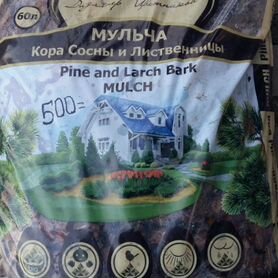 60л
МУЛЬЧА
Кора Сосны и Лиственницы
Pine and Larch Bark
MULCH
500=